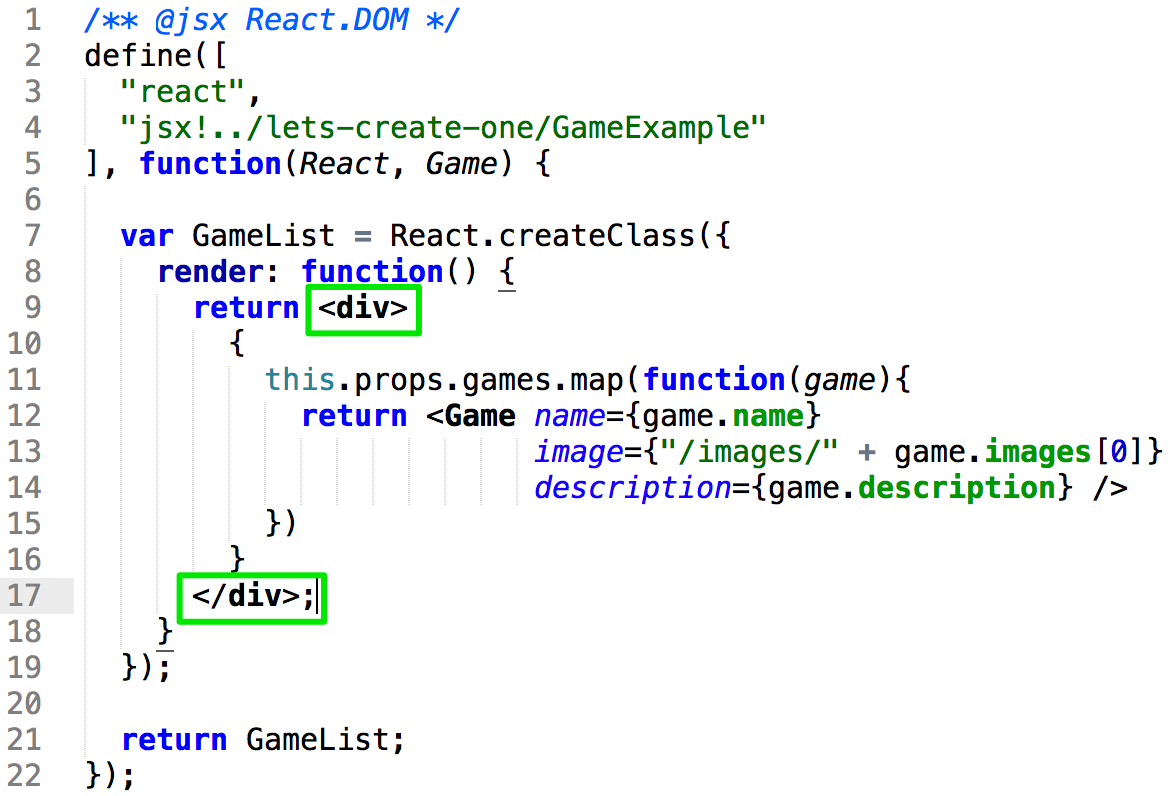 1 /** @jsx React.DOM */
2 define([
3   "react",
4   "jsx!../lets-create-one/GameExample"
5 ], function(React, Game) {
6
7   var GameList = React.createClass({
8     render: function() {
9       return <div>
10         {
11           this.props.games.map(function(game){
12             return <Game name={game.name}
13                          image={"/images/" + game.images[0]}
14                          description={game.description} />
15           })
16         }
17       </div>;
18     }
19   });
20
21   return GameList;
22 });